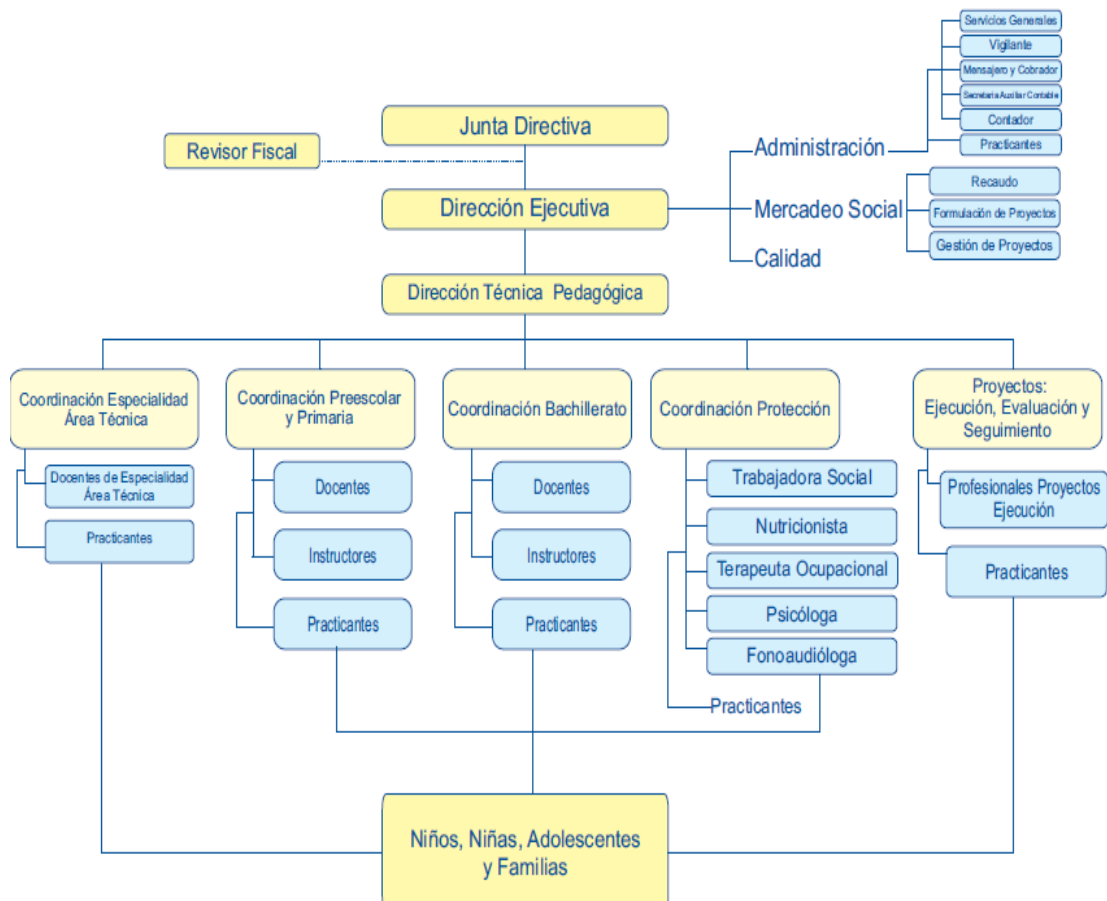 Servicios Generales
Vigilante
Mensajero y Cobrador
Secretaria Auxiliar Contable
Contador
Practicantes
Junta Directiva
Revisor Fiscal
Administración
Dirección Ejecutiva
Mercadeo Social
Recaudo
Formulación de Proyectos
Gestión de Proyectos
Calidad
Dirección Técnica Pedagógica
Coordinación Especialidad
Área Técnica
Docentes de Especialidad
Área Técnica
Practicantes
Coordinación Preescolar
y Primaria
Docentes
Instructores
Practicantes
Coordinación Bachillerato
Docentes
Instructores
Practicantes
Coordinación Protección
Trabajadora Social
Nutricionista
Terapeuta Ocupacional
Psicóloga
Fonoaudióloga
Practicantes
Proyectos:
Ejecución, Evaluación y
Seguimiento
Profesionales Proyectos
Ejecución
Practicantes
Niños, Niñas, Adolescentes
y Familias